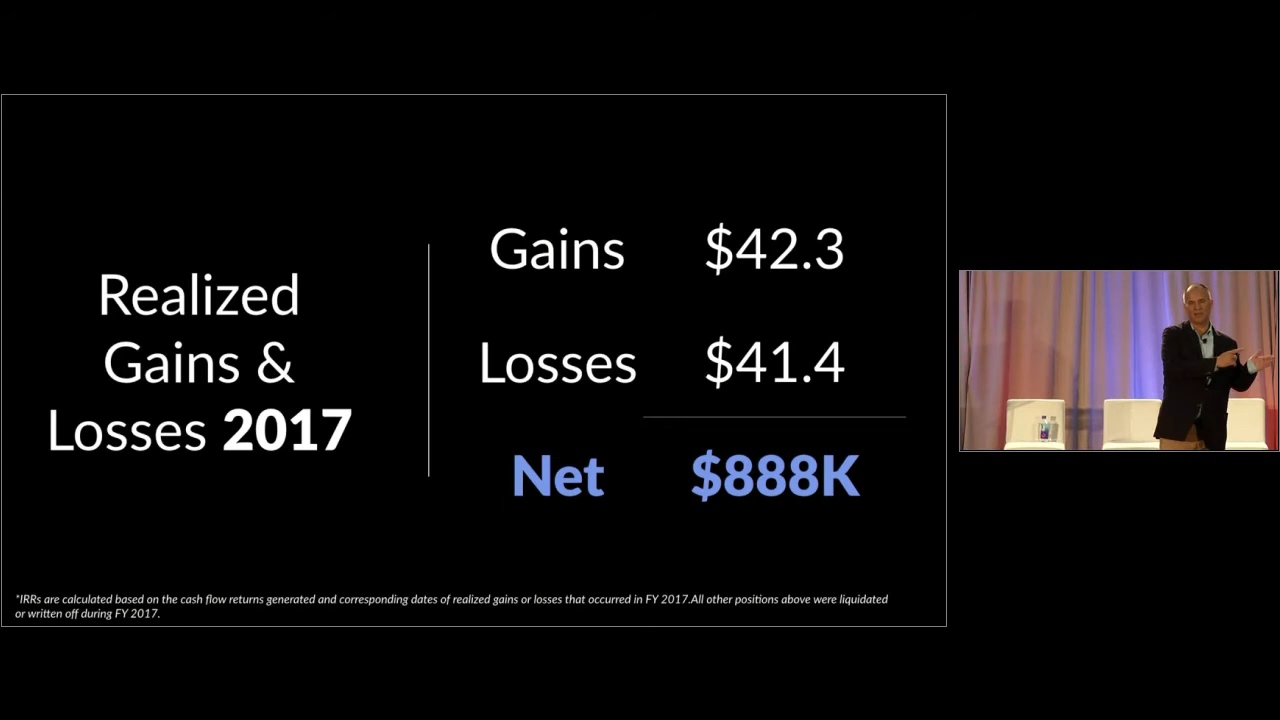 Realized
Gains &
Losses 2017
Gains $42.3
Losses $41.4
Net $888K
*IRRs are calculated based on the cash flow returns generated and corresponding dates of realized gains or losses that occurred in FY 2017.All other positions above were liquidated
or written off during FY 2017.